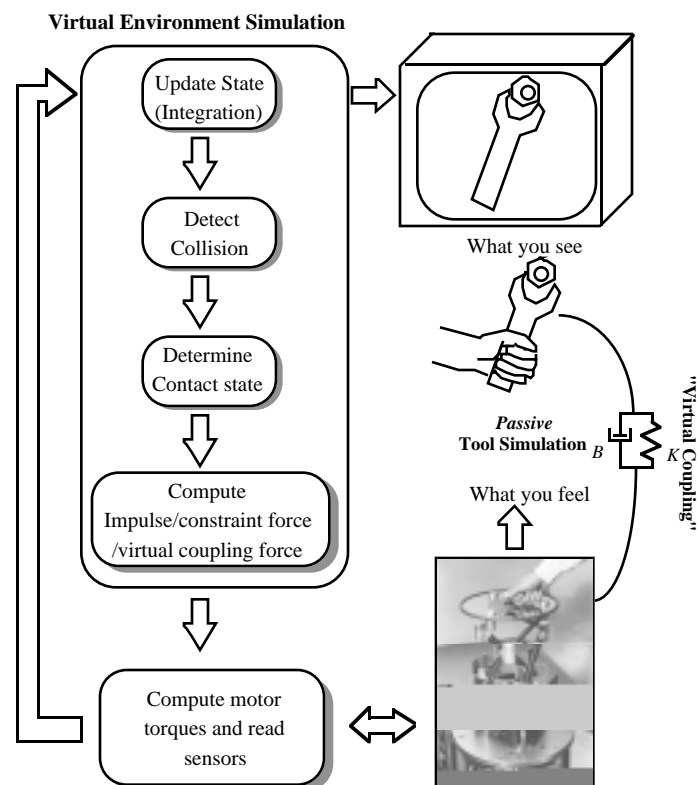 Virtual Environment Simulation
Update State
(Integration)
Detect
Collision
Determine
Contact state
Compute
Impulse/constraint force
/virtual coupling force
Compute motor
torques and read
sensors
What you see
Passive
Tool Simulation
B
K
"Virtual Coupling"
What you feel